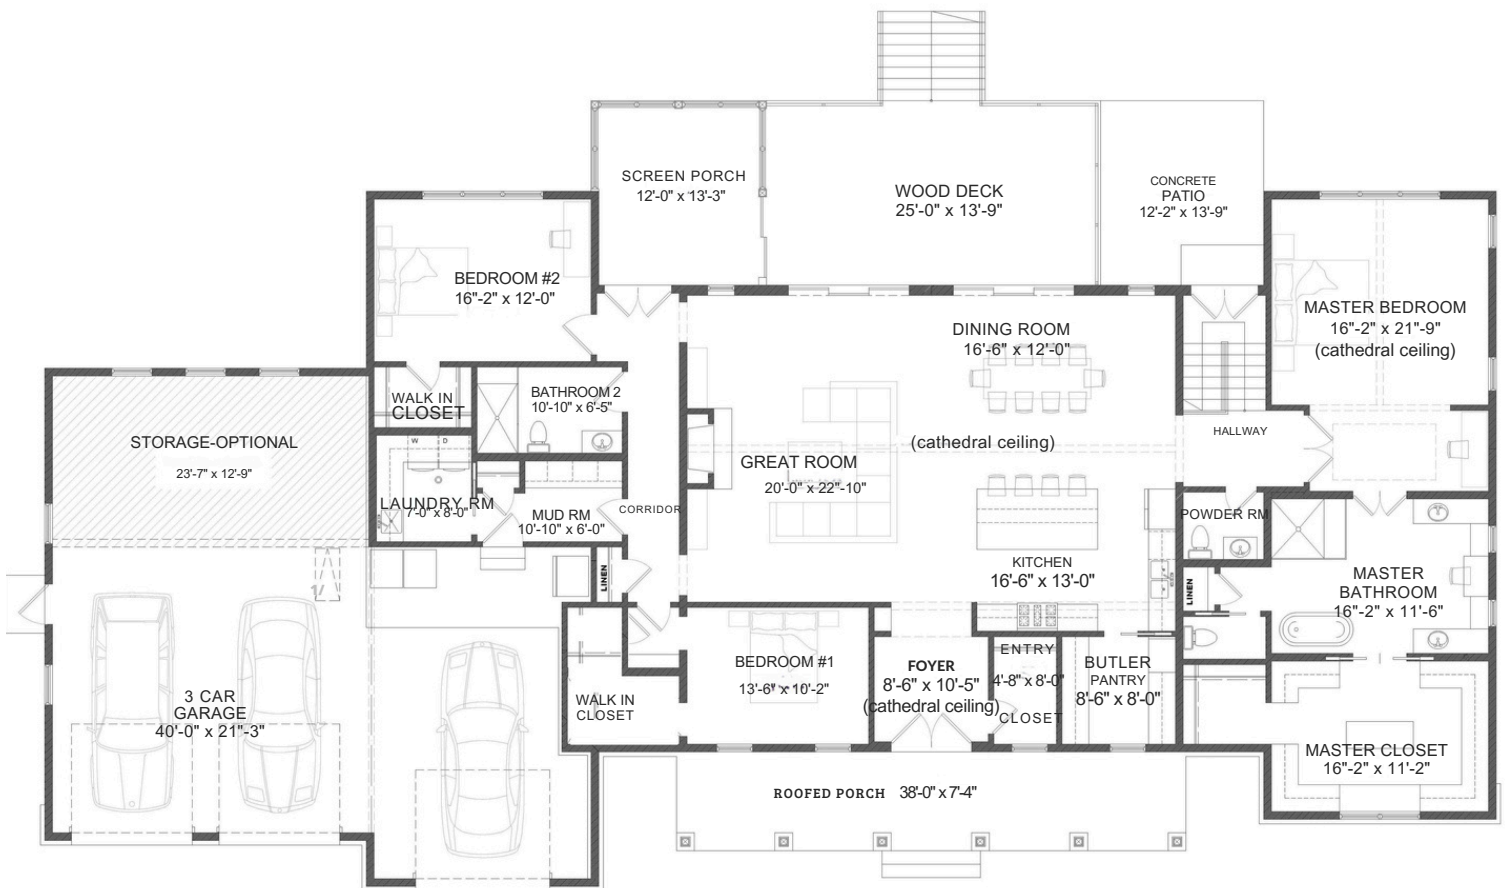 SCREEN PORCH
12'-0" x 13'-3"
WOOD DECK
25'-0" x 13'-9"
CONCRETE
PATIO
12'-2" x 13'-9"
BEDROOM #2
16"-2" x 12'-0"
MASTER BEDROOM
16"-2" x 21"-9"
(cathedral ceiling)
DINING ROOM
16'-6" x 12'-0"
WALK IN
CLOSET
BATHROOM 2
10'-10" x 6'-5"
STORAGE-OPTIONAL
23'-7" x 12'-9"
W D
(cathedral ceiling)
HALLWAY
GREAT ROOM
20'-0" x 22"-10"
LAUNDRY RM
7'-0" x 8'-0"
MUD RM
10'-10" x 6'-0"
CORRIDOR
POWDER RM
KITCHEN
16"-6" x 13'-0"
LINEN
LINEN
MASTER
BATHROOM
16"-2" x 11'-6"
3 CAR
GARAGE
40'-0" x 21"-3"
WALK IN
CLOSET
BEDROOM #1
13'-6" x 10'-2"
FOYER
8'-6" x 10'-5"
(cathedral ceiling)
ENTRY
4'-8" x 8'-0"
CLOSET
BUTLER
PANTRY
8"-6" x 8'-0"
MASTER CLOSET
16"-2" x 11'-2"
ROOFED PORCH 38'-0" x 7'-4"